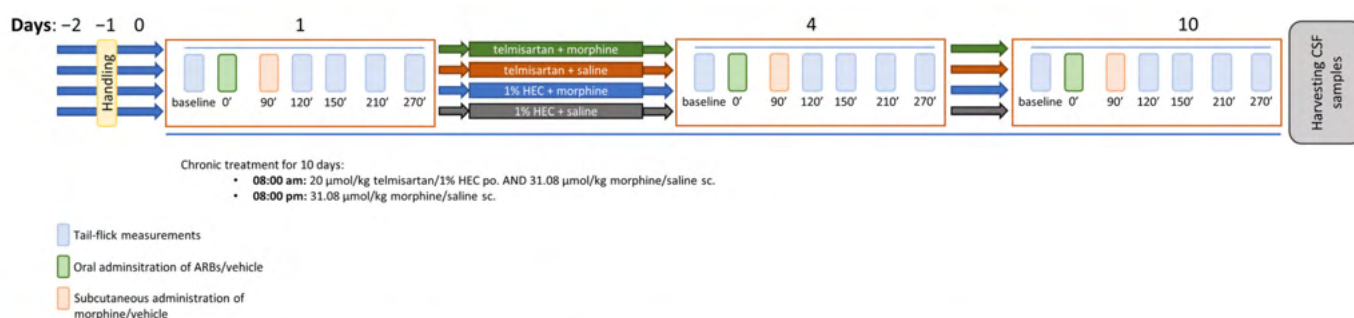 Days: −2 −1 0 1 4 10
Handling
telmisartan + morphine
telmisartan + saline
1% HEC + morphine
1% HEC + saline
baseline 0’ 90’ 120’ 150’ 210’ 270’
baseline 0’ 90’ 120’ 150’ 210’ 270’
baseline 0’ 90’ 120’ 150’ 210’ 270’
Harvesting CSF
samples
Chronic treatment for 10 days:
• 08:00 am: 20 µmol/kg telmisartan/1% HEC po. AND 31.08 µmol/kg morphine/saline sc.
• 08:00 pm: 31.08 µmol/kg morphine/saline sc.
Tail-flick measurements
Oral adminsitration of ARBs/vehicle
Subcutaneous administration of
morphine/vehicle